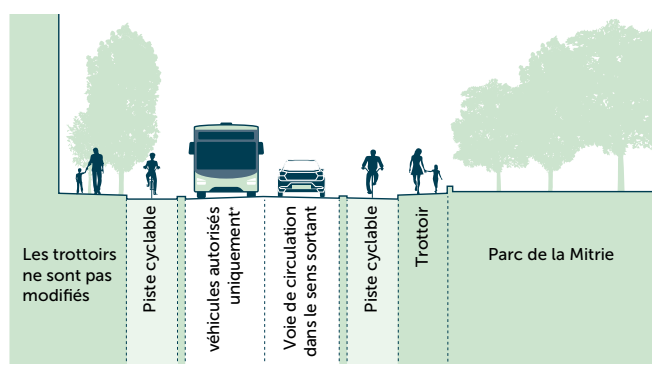 Les trottoirs
ne sont pas
modifiés
Piste cyclable
véhicules autorisés
uniquement*
Voie de circulation
dans le sens sortant
Piste cyclable
Trottoir
Parc de la Mitrie